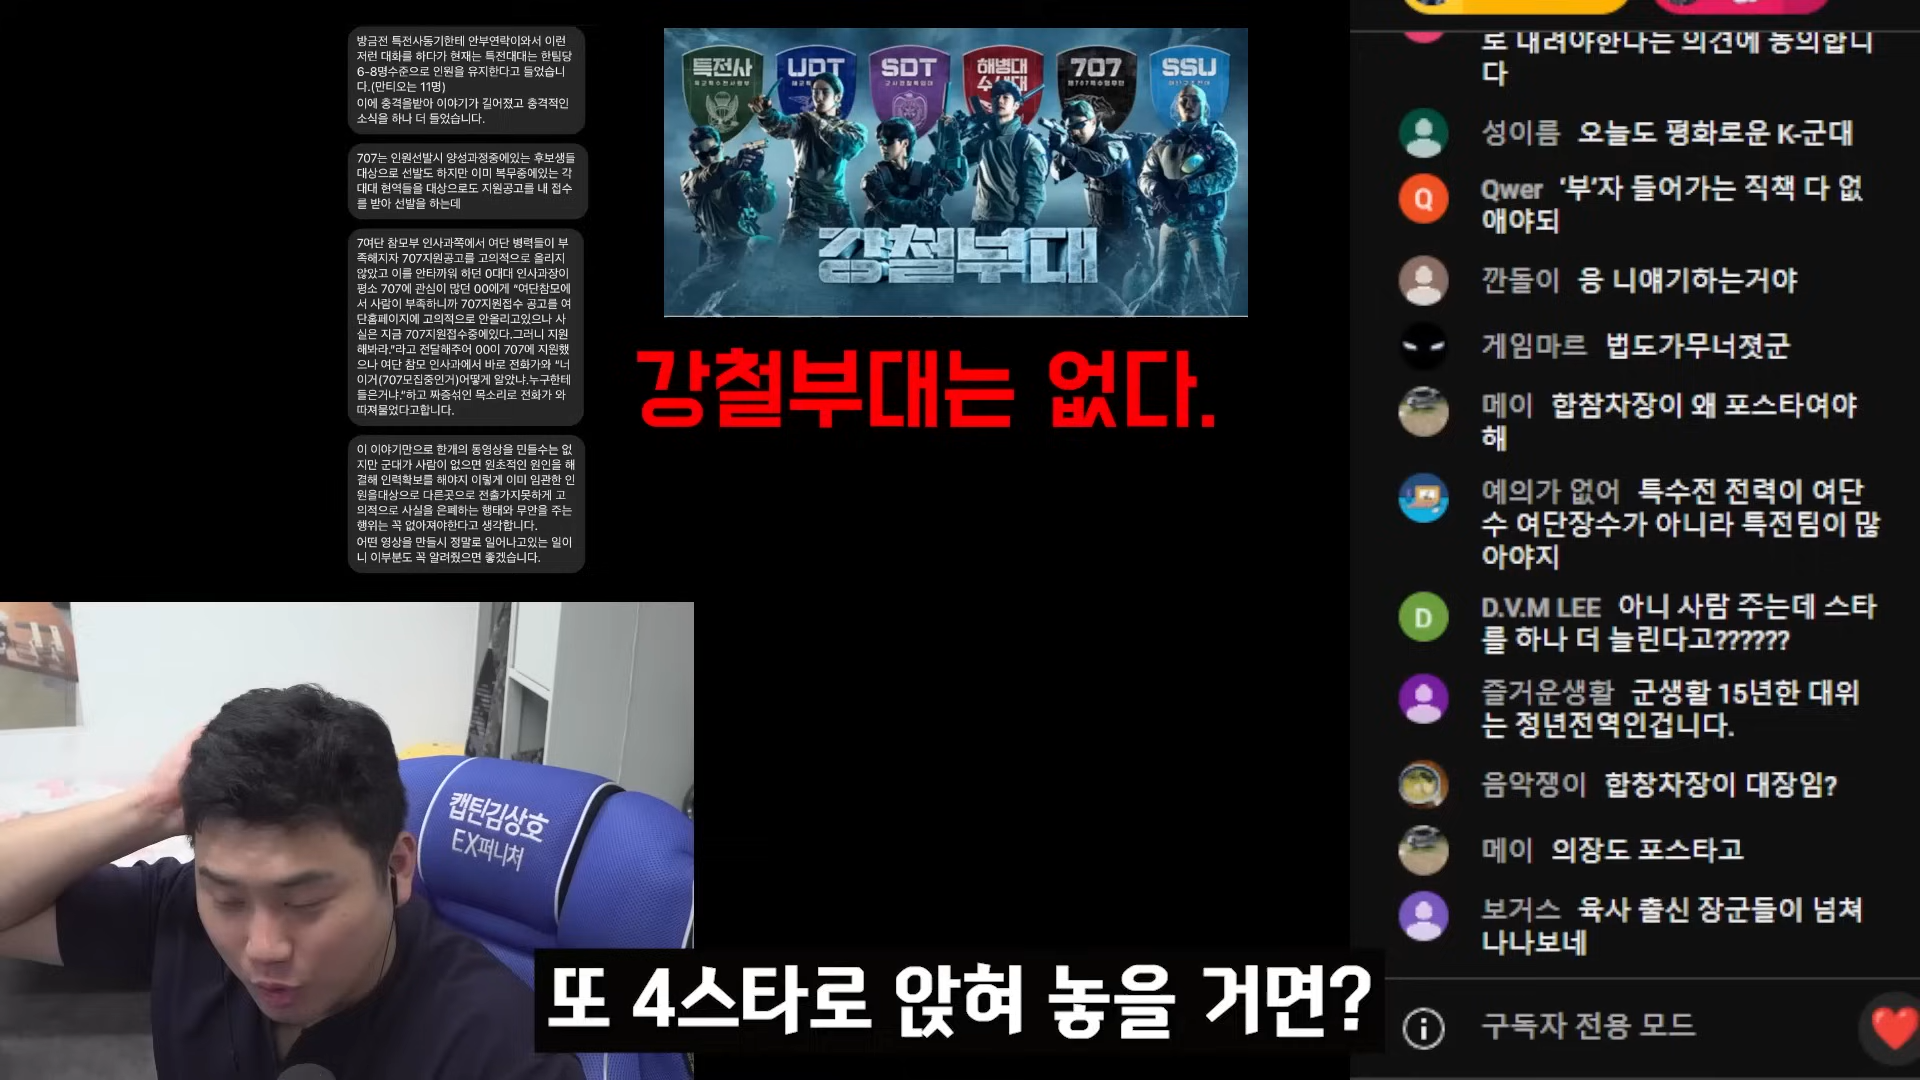 방금전 특전사동기한테 안부연락이와서 이런
저런 대화를 하다가 현재는 특전대대는 한팀당
6-8명수준으로 인원을 유지한다고 들었습니
다.(만티오는 11명)
이에 충격을받아 이야기가 길어졌고 충격적인
소식을 하나 더 들었습니다.
707는 인원선발시 양성과정중에있는 후보생들
대상으로 선발도 하지만 이미 복무중에있는 각
대대 현역들을 대상으로도 지원공고를 내 접수
를 받아 선발을 하는데
7여단 참모부 인사과쪽에서 여단 병력들이 부
족해지자 707지원공고를 고의적으로 올리지
않았고 이를 안타까워 하던 0대대 인사과장이
평소 707에 관심이 많던 00에게 “여단참모에
서 사람이 부족하니까 707지원접수 공고를 여
단홈페이지에 고의적으로 안올리고있으나 사
실은 지금 707지원접수중에있다.그러니 지원
해봐라.”라고 전달해주어 00이 707에 지원했
으나 여단 참모 인사과에서 바로 전화가와 “너
이거(707모집중인거)어떻게 알았냐.누구한테
들은거냐.”하고 짜증섞인 목소리로 전화가 와
따져물었다고합니다.
이 이야기만으로 한개의 동영상을 민들수는 없
지만 군대가 사람이 없으면 원초적인 원인을 해
결해 인력확보를 해야지 이렇게 이미 임관한 인
원을대상으로 다른곳으로 전출가지못하게 고
의적으로 사실을 은폐하는 행태와 무안을 주는
행위는 꼭 없아져야한다고 생각합니다.
어떤 영상을 만들시 정말로 일어나고있는 일이
니 이부분도 꼭 알려줬으면 좋겠습니다.
특전사 UDT SDT 해병대 수색대 707 SSU
강철부대
강철부대는 없다.
캡틴김상호
EX퍼니쳐
또 4스타로 앉혀 놓을 거면?
로 내려야한다는 의견에 동의합니
다
성이름 오늘도 평화로운 K-군대
Q
Qwer ‘부’자 들어가는 직책 다 없
애야되
깐돌이 응 니얘기하는거야
게임마르 법도가무너졋군
메이 합참차장이 왜 포스타여야
해
예의가 없어 특수전 전력이 여단
수 여단장수가 아니라 특전팀이 많
아야지
D
D.V.M LEE 아니 사람 주는데 스타
를 하나 더 늘린다고??????
즐거운생활 군생활 15년한 대위
는 정년전역인겁니다.
음악쟁이 합창차장이 대장임?
메이 의장도 포스타고
보거스 육사 출신 장군들이 넘쳐
나나보네
구독자 전용 모드